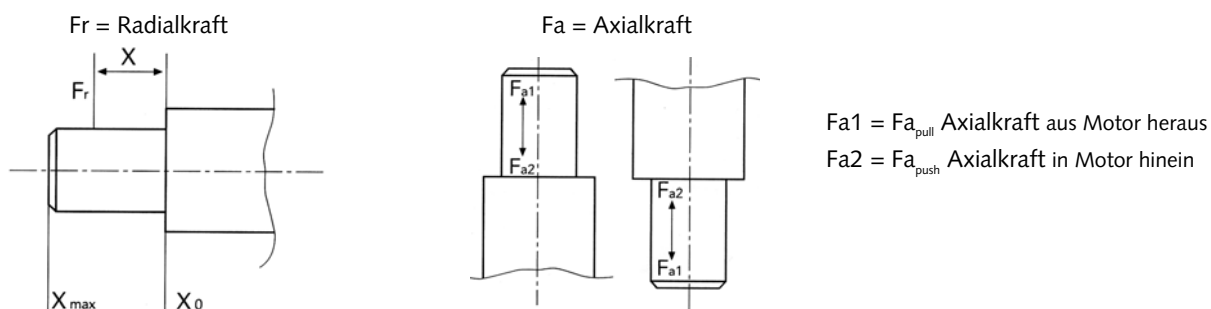 Fr = Radialkraft
Fa = Axialkraft
X
Fr
Xmax
X0
Fa1
Fa2
Fa2
Fa1
Fa1 = Fapull Axialkraft aus Motor heraus
Fa2 = Fapush Axialkraft in Motor hinein